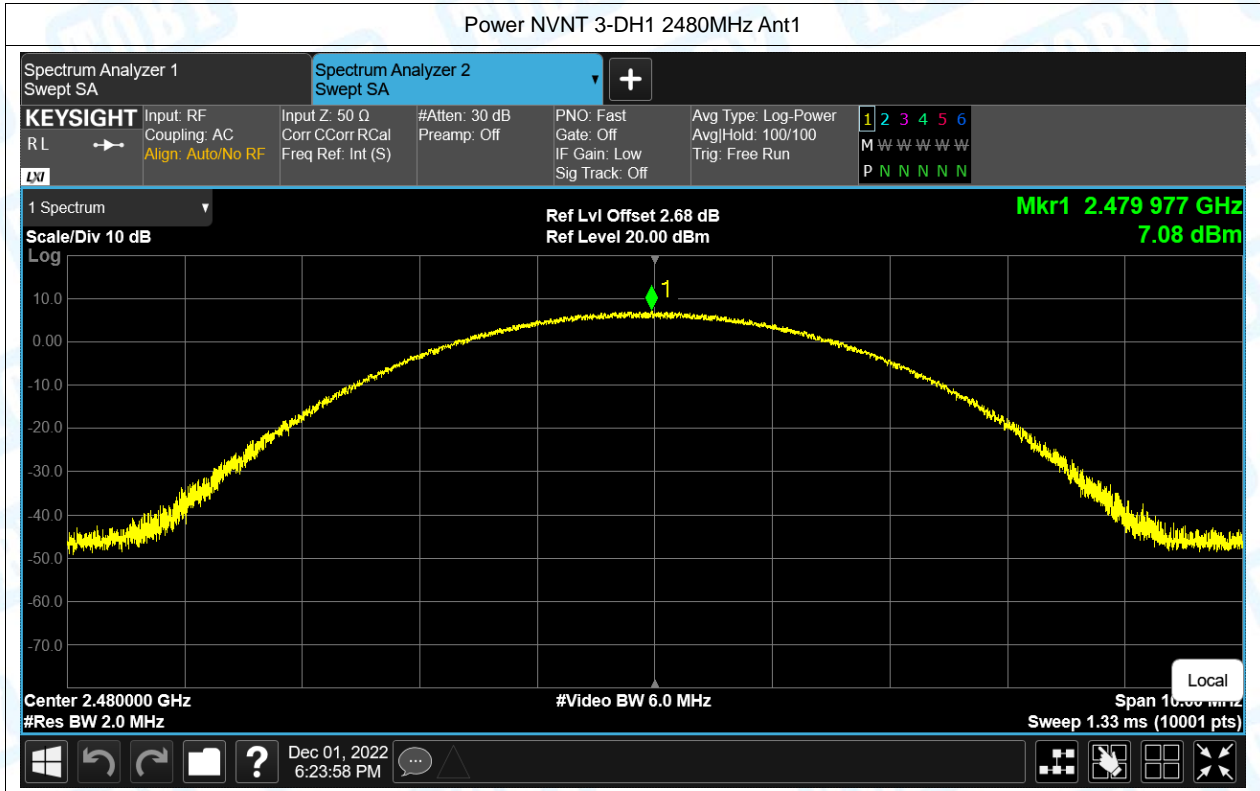 Power NVNT 3-DH1 2480MHz Ant1
Spectrum Analyzer 1
Swept SA
Spectrum Analyzer 2
Swept SA
KEYSIGHT
R L
LXI
Input: RF
Coupling: AC
Align: Auto/No RF
Input Z: 50 Ω
Corr CCorr RCal
Freq Ref: Int (S)
#Atten: 30 dB
Preamp: Off
PNO: Fast
Gate: Off
IF Gain: Low
Sig Track: Off
Avg Type: Log-Power
Avg|Hold: 100/100
Trig: Free Run
1 2 3 4 5 6
M W W W W W
P N N N N N
1 Spectrum
Scale/Div 10 dB
Log
Ref Lvl Offset 2.68 dB
Ref Level 20.00 dBm
Mkr1 2.479 977 GHz
7.08 dBm
1
10.0
0.00
-10.0
-20.0
-30.0
-40.0
-50.0
-60.0
-70.0
Local
Center 2.480000 GHz
#Video BW 6.0 MHz
Span 10.00 MHz
#Res BW 2.0 MHz
Sweep 1.33 ms (10001 pts)
?
Dec 01, 2022
6:23:58 PM